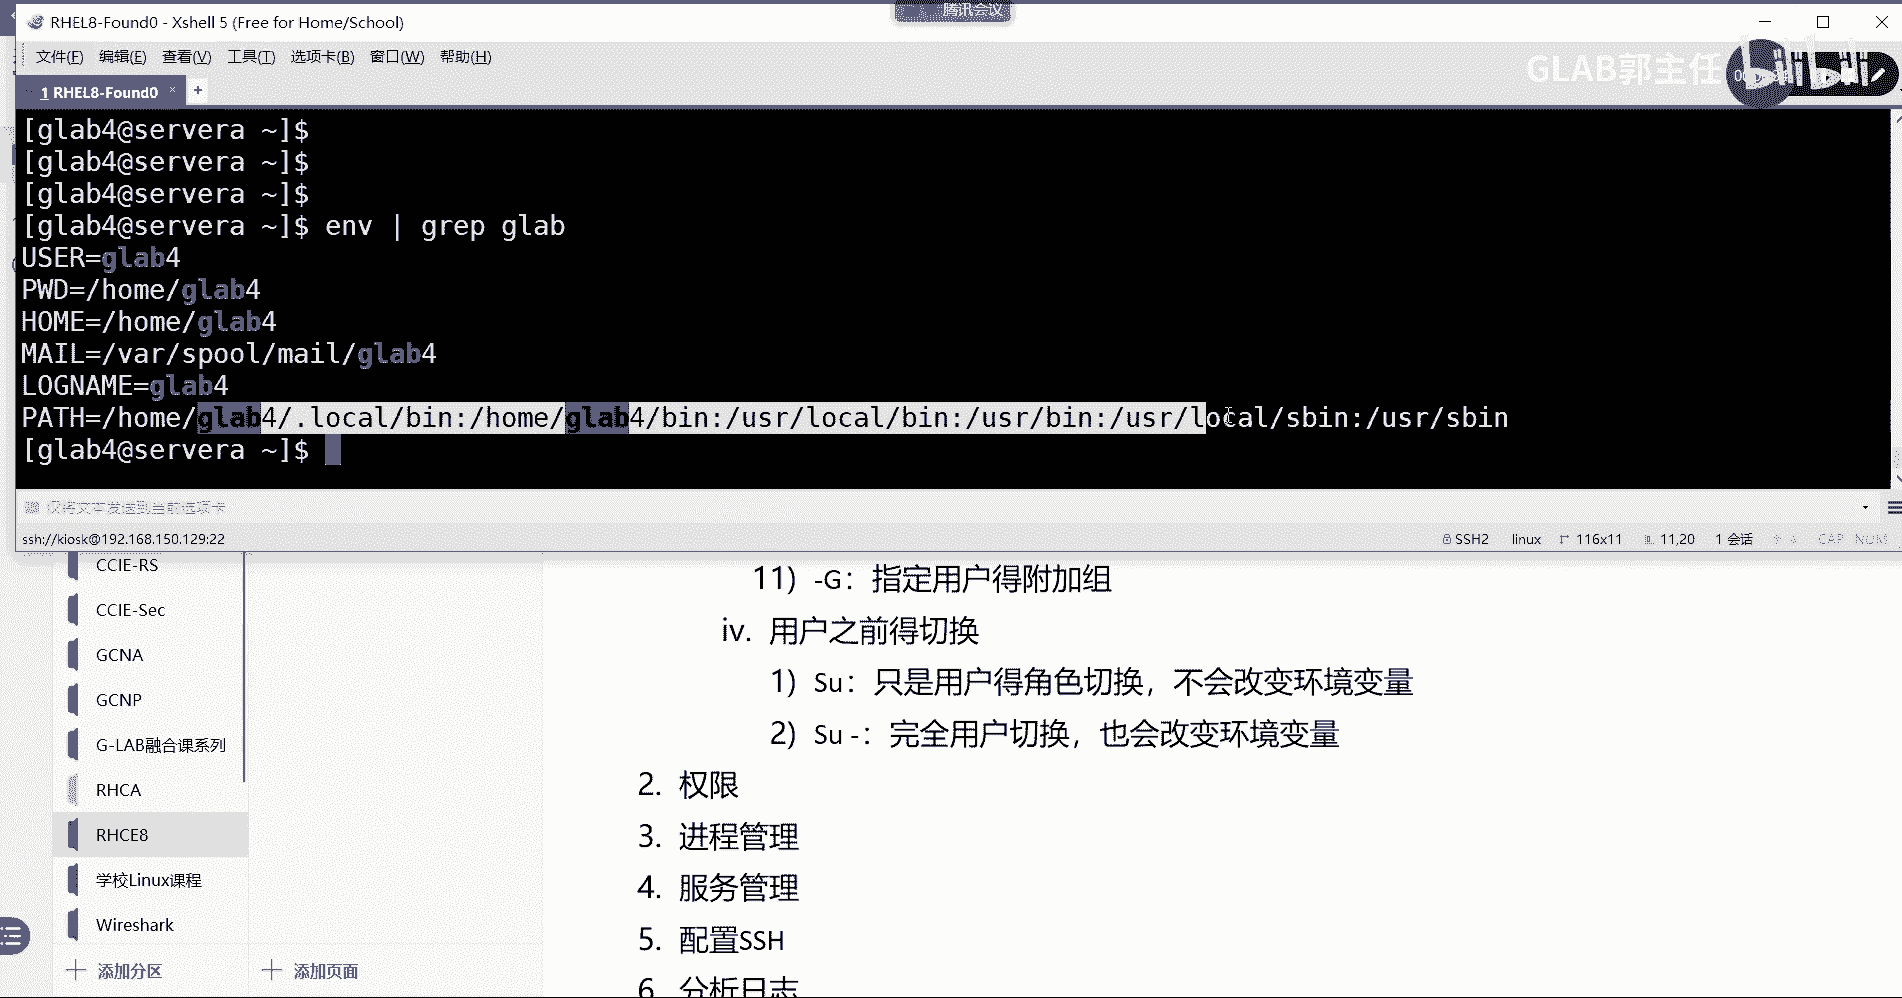 腾讯会议
RHEL8-Found0 - Xshell 5 (Free for Home/School)
文件(F) 编辑(E) 查看(V) 工具(T) 选项卡(B) 窗口(W) 帮助(H)
GLAB郭主任
bilibili
1 RHEL8-Found0 × +
[glab4@servera ~]$
[glab4@servera ~]$
[glab4@servera ~]$
[glab4@servera ~]$ env | grep glab
USER=glab4
PWD=/home/glab4
HOME=/home/glab4
MAIL=/var/spool/mail/glab4
LOGNAME=glab4
PATH=/home/glab4/.local/bin:/home/glab4/bin:/usr/local/bin:/usr/bin:/usr/local/sbin:/usr/sbin
[glab4@servera ~]$
仅将文本发送到当前选项卡
ssh://kiosk@192.168.150.129:22 SSH2 linux 116x11 11,20 1 会话 CAP NUM
CCIE-RS
CCIE-Sec
GCNA
GCNP
G-LAB融合课系列
RHCA
RHCE8
学校Linux课程
Wireshark
添加分区 添加页面
11) -G：指定用户得附加组
iv. 用户之前得切换
1) Su：只是用户得角色切换，不会改变环境变量
2) Su -：完全用户切换，也会改变环境变量
2. 权限
3. 进程管理
4. 服务管理
5. 配置SSH
6. 分析日志